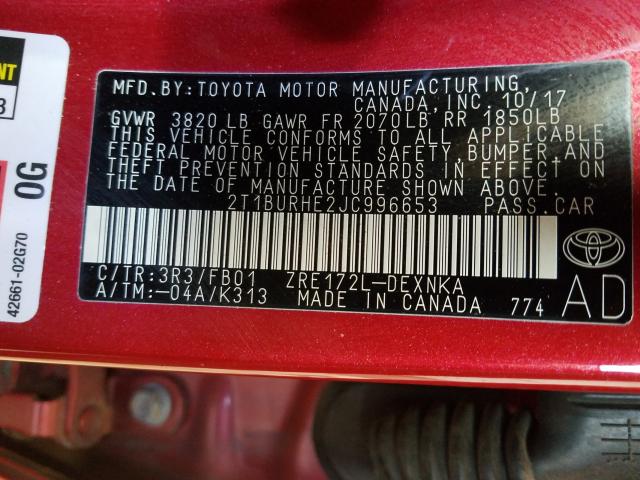 MFD. BY: TOYOTA MOTOR MANUFACTURING,
CANADA, INC. 10/17
GVWR 3820 LB GAWR FR 2070LB RR 1850LB
THIS VEHICLE CONFORMS TO ALL APPLICABLE
FEDERAL MOTOR VEHICLE SAFETY, BUMPER, AND
THEFT PREVENTION STANDARDS IN EFFECT ON
THE DATE OF MANUFACTURE SHOWN ABOVE.
2T1BURHE2JC996653 PASS. CAR
C/TR: 3R3/FB01 ZRE172L-DEXNKA
A/TM: -04A/K313 MADE IN CANADA 774
AD
0G
42661-02G70